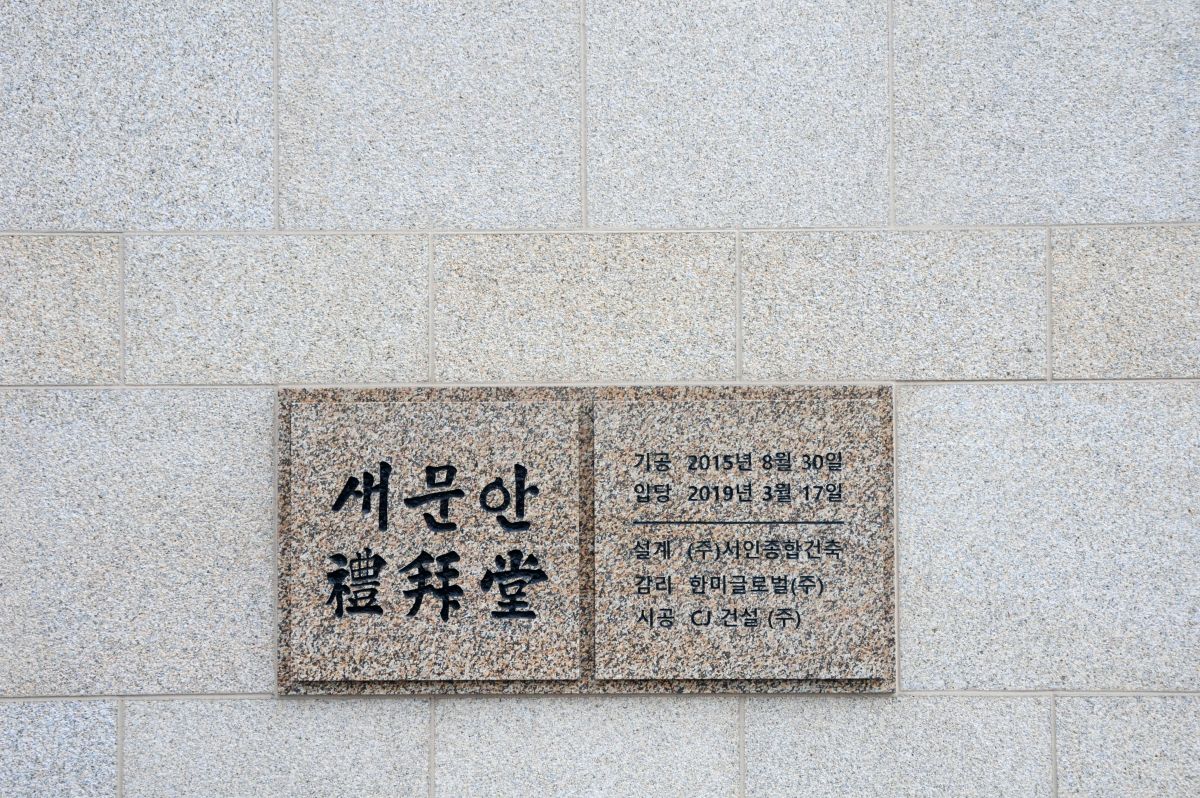 새문안
禮拜堂
기공 2015년 8월 30일
입당 2019년 3월 17일
설계 (주)서인종합건축
감리 한미글로벌(주)
시공 CJ 건설 (주)